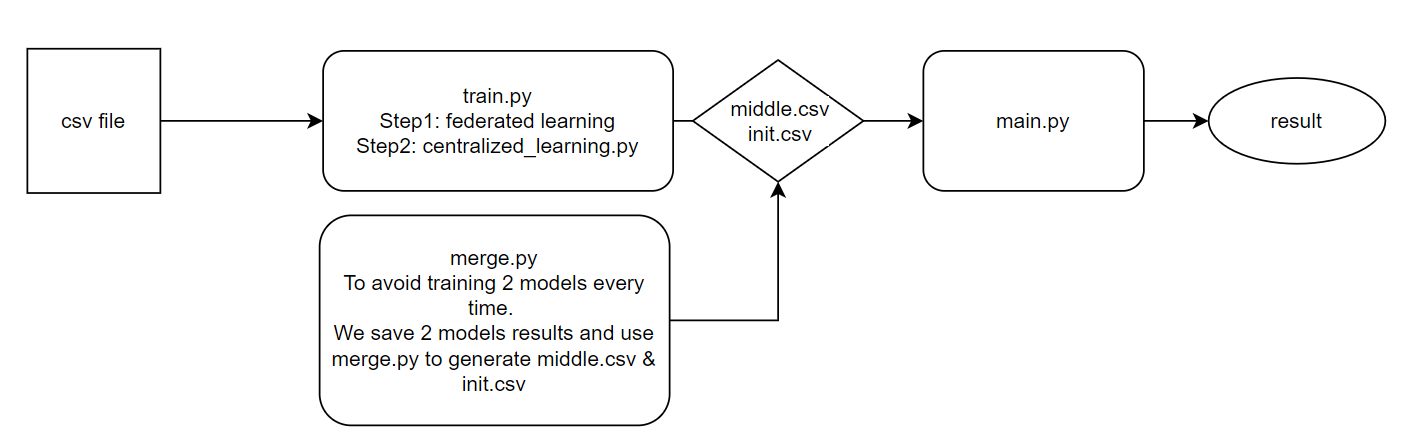 csv file
train.py
Step1: federated learning
Step2: centralized_learning.py
middle.csv
init.csv
main.py
result
merge.py
To avoid training 2 models every
time.
We save 2 models results and use
merge.py to generate middle.csv &
init.csv